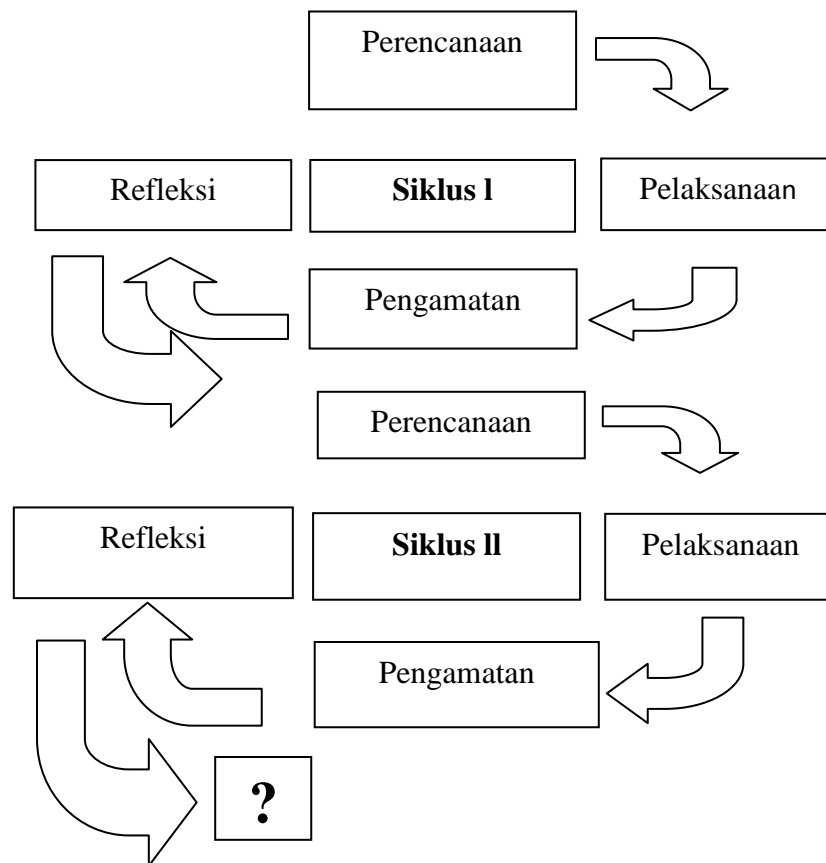 Perencanaan
Refleksi
Siklus l
Pelaksanaan
Pengamatan
Perencanaan
Refleksi
Siklus ll
Pelaksanaan
Pengamatan
?